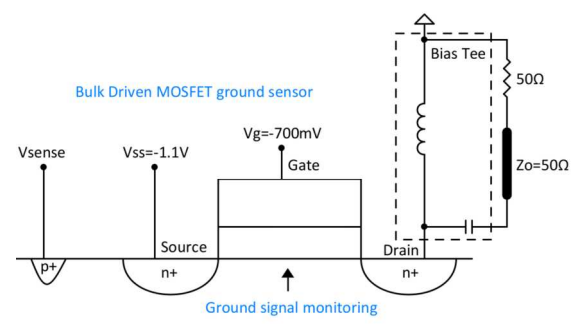 Bias Tee
50Ω
Bulk Driven MOSFET ground sensor
Vg=-700mV
Vsense
Vss=-1.1V
Gate
Zo=50Ω
Source
Drain
p+
n+
n+
Ground signal monitoring